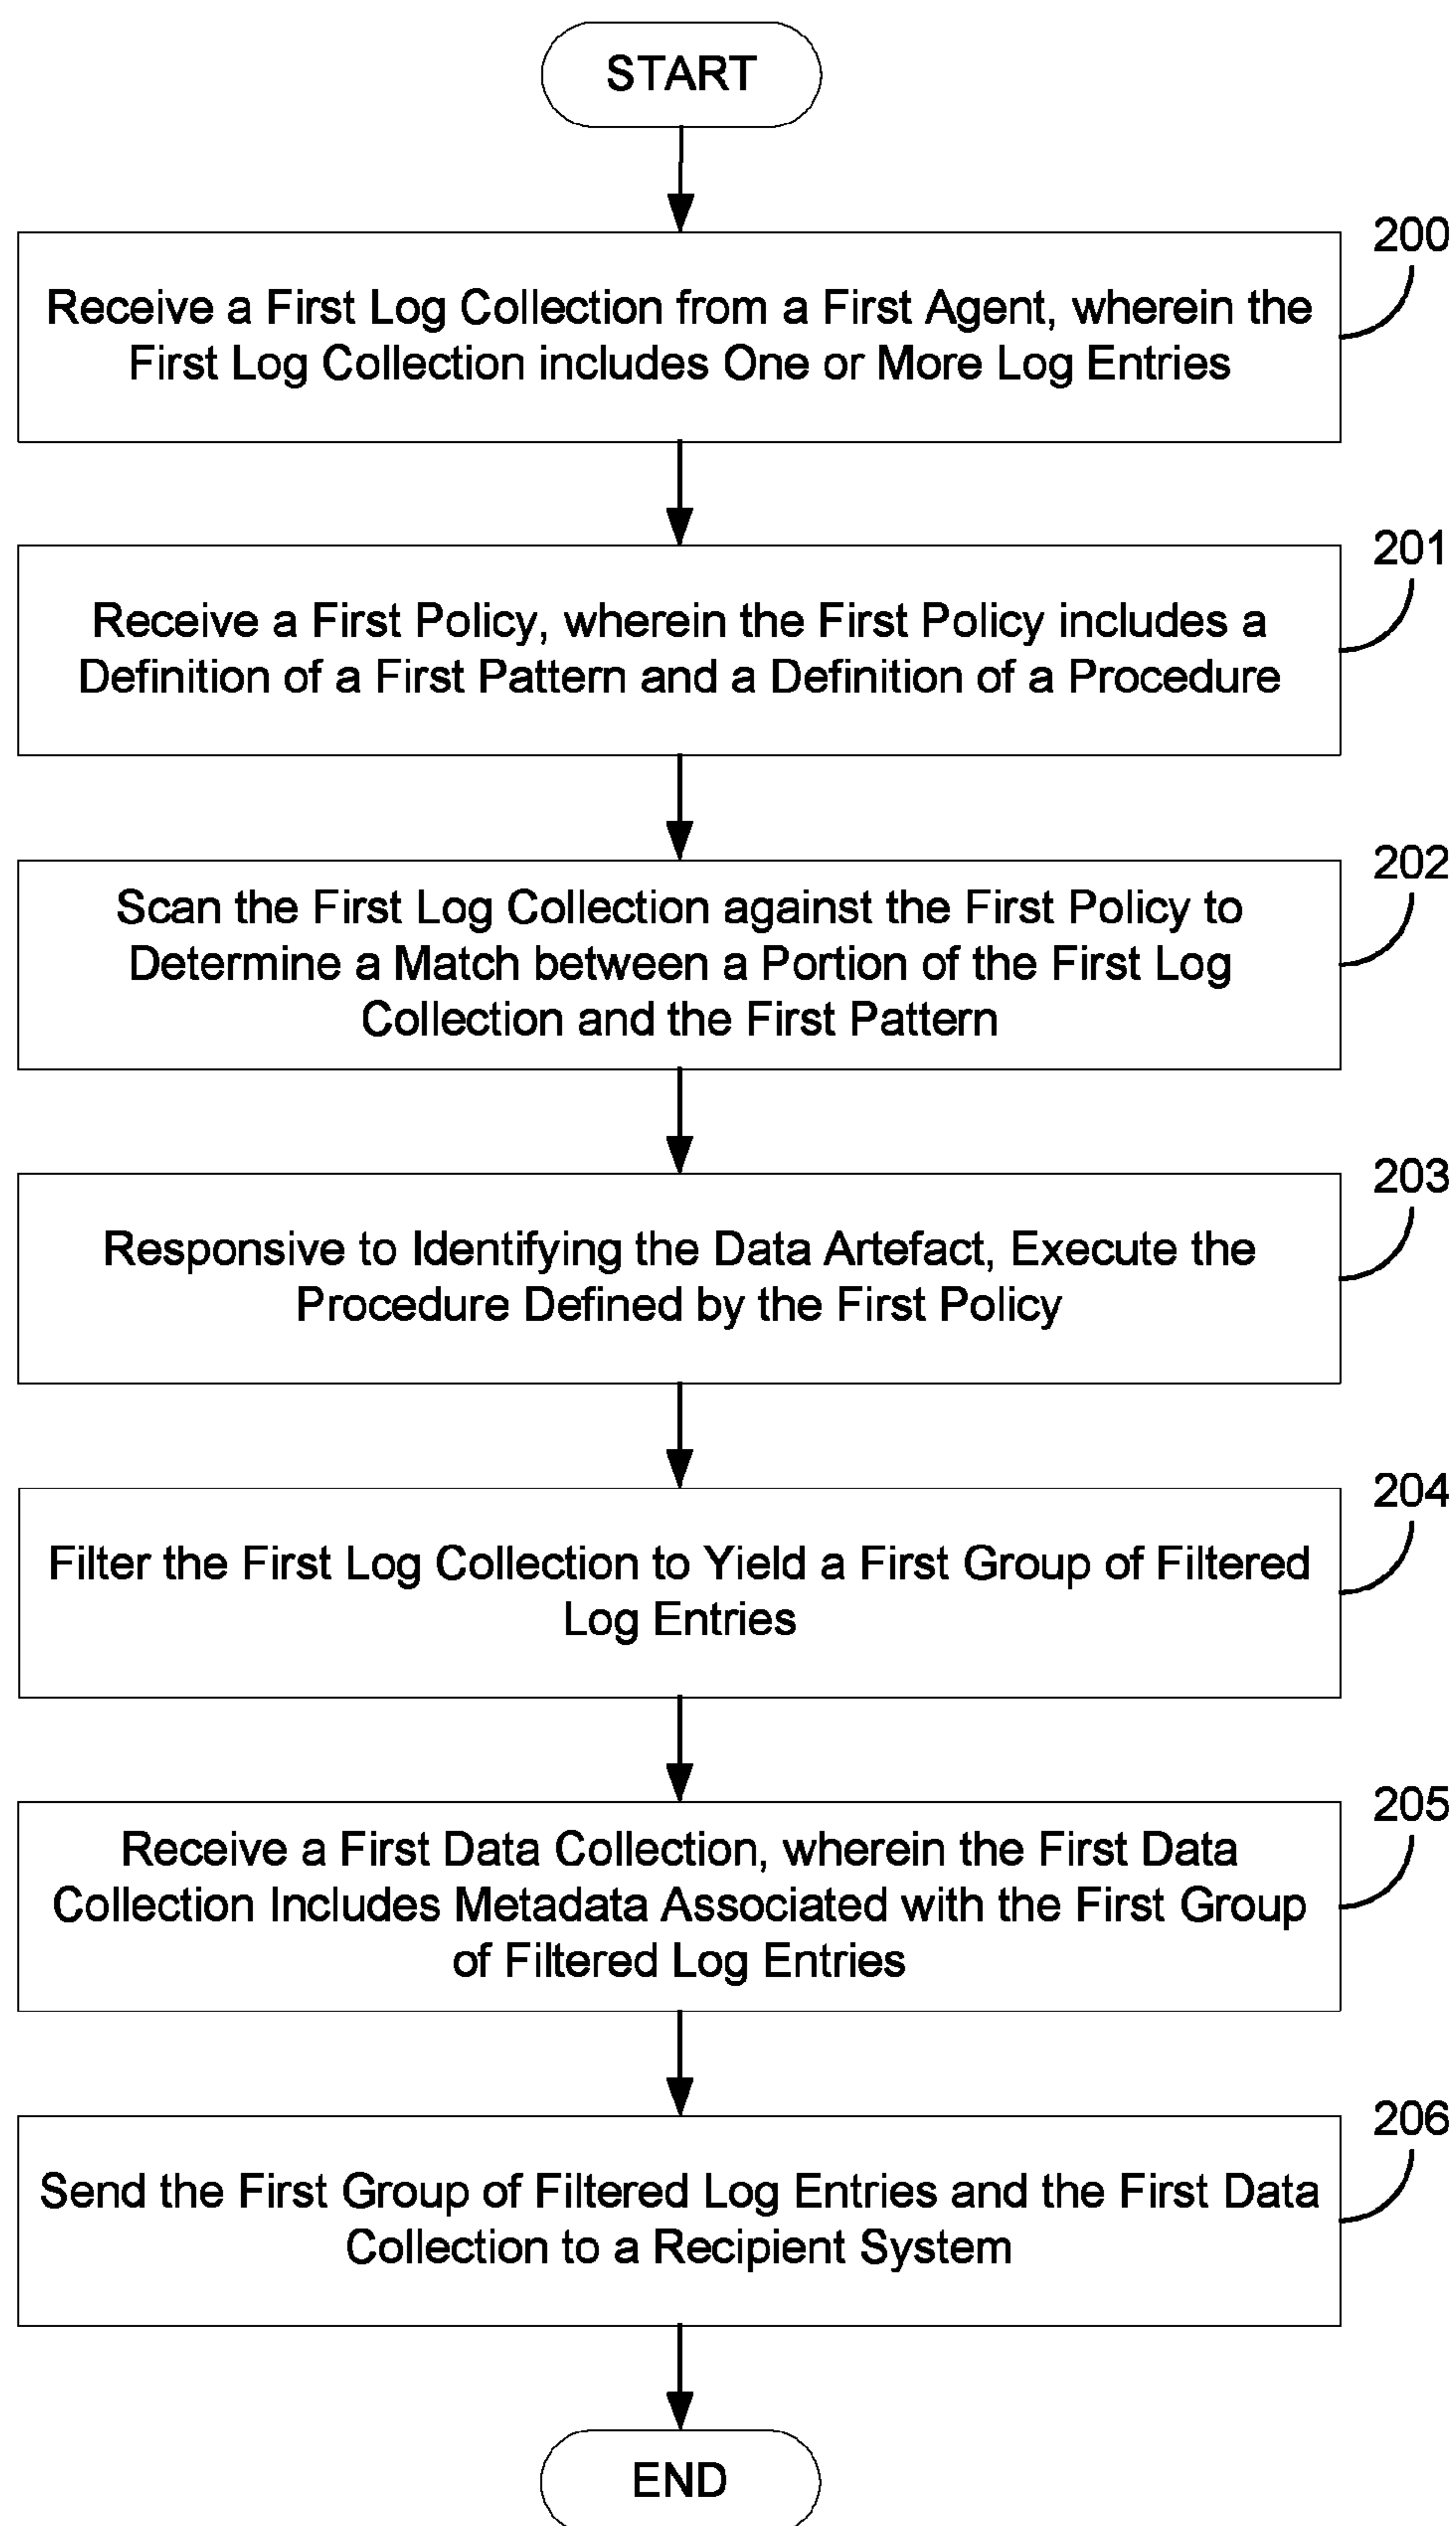 START
200
Receive a First Log Collection from a First Agent, wherein the
First Log Collection includes One or More Log Entries
201
Receive a First Policy, wherein the First Policy includes a
Definition of a First Pattern and a Definition of a Procedure
202
Scan the First Log Collection against the First Policy to
Determine a Match between a Portion of the First Log
Collection and the First Pattern
203
Responsive to Identifying the Data Artefact, Execute the
Procedure Defined by the First Policy
204
Filter the First Log Collection to Yield a First Group of Filtered
Log Entries
205
Receive a First Data Collection, wherein the First Data
Collection Includes Metadata Associated with the First Group
of Filtered Log Entries
206
Send the First Group of Filtered Log Entries and the First Data
Collection to a Recipient System
END